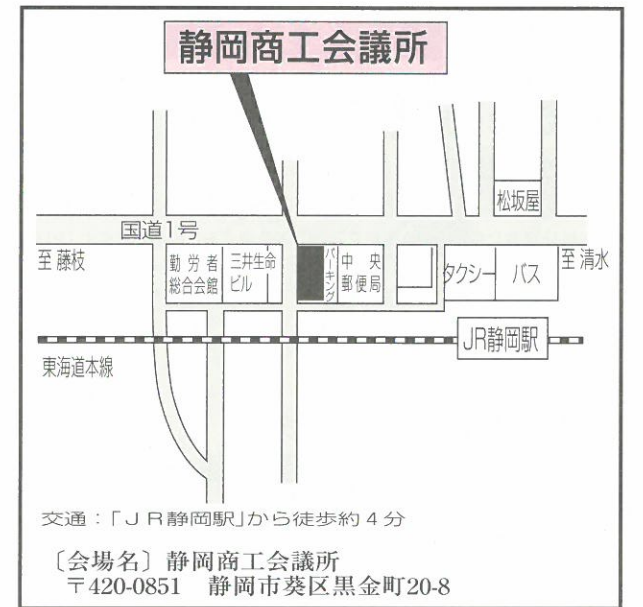 静岡商工会議所
松坂屋
国道1号
至 藤枝
勤労者
総合会館
三井生命
ビル
パーキング
中央
郵便局
タクシー
バス
至 清水
JR静岡駅
東海道本線
交通：「ＪＲ静岡駅」から徒歩約４分
〔会場名〕静岡商工会議所
〒420-0851　静岡市葵区黒金町20-8